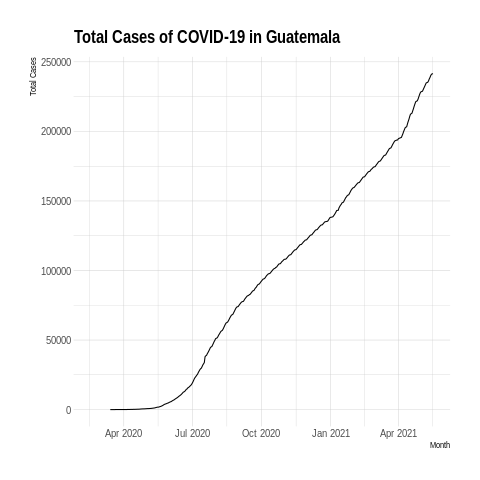 Total Cases of COVID-19 in Guatemala
Total Cases
250000
200000
150000
100000
50000
0
Apr 2020 Jul 2020 Oct 2020 Jan 2021 Apr 2021
Month